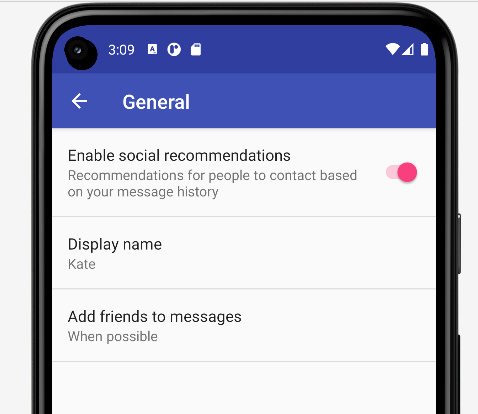 3:09
General
Enable social recommendations
Recommendations for people to contact based
on your message history
Display name
Kate
Add friends to messages
When possible